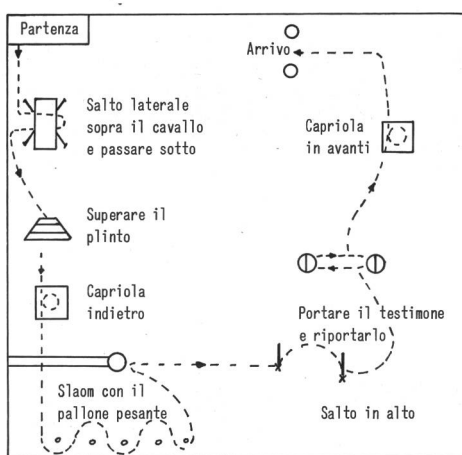 Partenza
Arrivo
Salto laterale
sopra il cavallo
e passare sotto
Capriola
in avanti
Superare il
plinto
Capriola
indietro
Portare il testimone
e riportarlo
Slaom con il
pallone pesante
Salto in alto